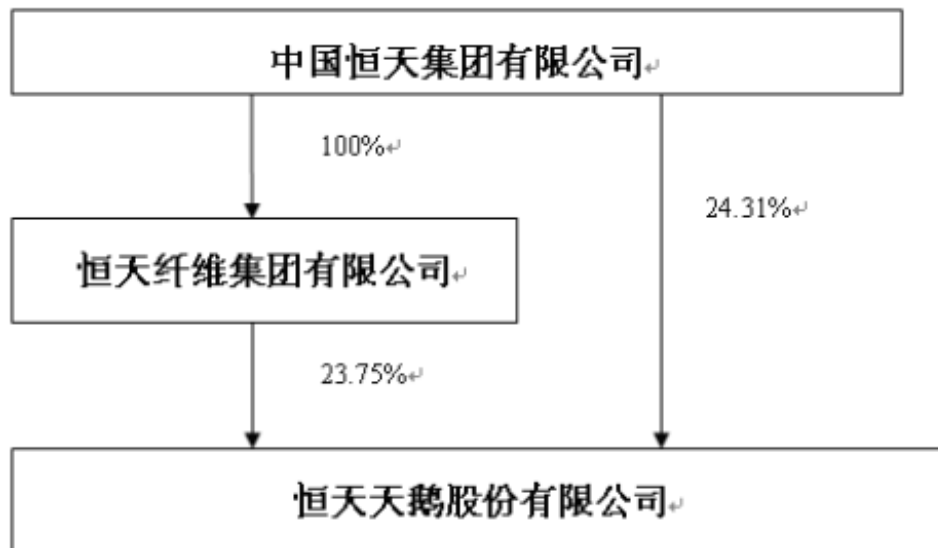 中国恒天集团有限公司
100%
24.31%
恒天纤维集团有限公司
23.75%
恒天天鹅股份有限公司